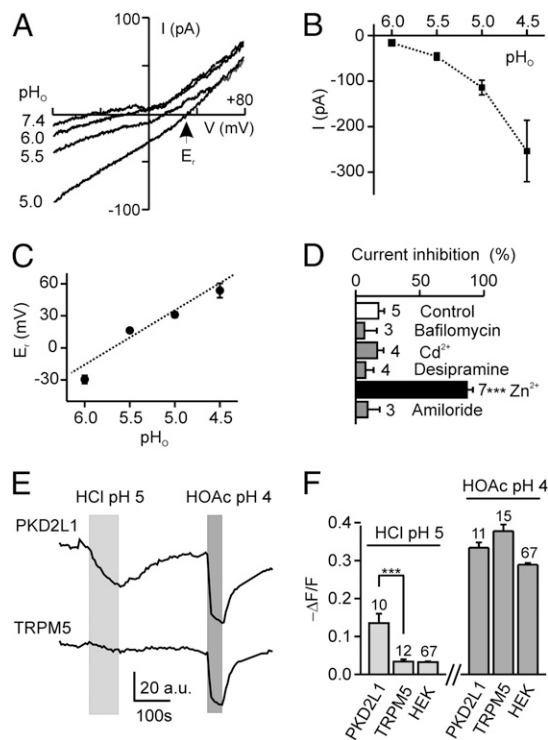 A
100
I (pA)
pHO
7.4
6.0
5.5
5.0
+80
V (mV)
Er
-100
B
6.0 5.5 5.0 4.5
pHO
0
-100
-200
-300
I (pA)
C
60
30
0
-30
Er (mV)
6.0 5.5 5.0 4.5
pHO
D
Current inhibition (%)
0 50 100
5 Control
3 Bafilomycin
4 Cd2+
4 Desipramine
7*** Zn2+
3 Amiloride
E
HCl pH 5 HOAc pH 4
PKD2L1
TRPM5
20 a.u.
100s
F
HOAc pH 4
HCl pH 5
0.4
0.3
0.2
0.1
0.0
-ΔF/F
***
10 12 67 11 15 67
PKD2L1 TRPM5 HEK PKD2L1 TRPM5 HEK